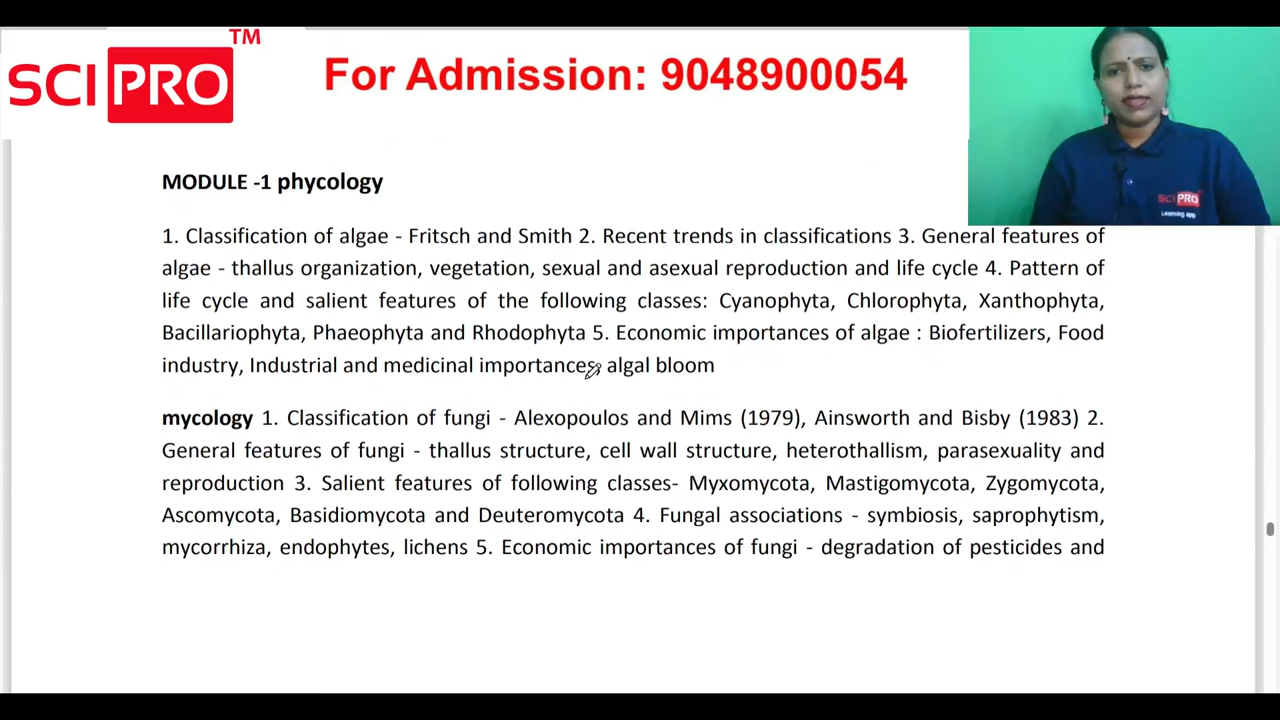 TM
SCI PRO
For Admission: 9048900054
SCI PRO
Learning app
MODULE -1 phycology
1. Classification of algae - Fritsch and Smith 2. Recent trends in classifications 3. General features of
algae - thallus organization, vegetation, sexual and asexual reproduction and life cycle 4. Pattern of
life cycle and salient features of the following classes: Cyanophyta, Chlorophyta, Xanthophyta,
Bacillariophyta, Phaeophyta and Rhodophyta 5. Economic importances of algae : Biofertilizers, Food
industry, Industrial and medicinal importances, algal bloom
mycology 1. Classification of fungi - Alexopoulos and Mims (1979), Ainsworth and Bisby (1983) 2.
General features of fungi - thallus structure, cell wall structure, heterothallism, parasexuality and
reproduction 3. Salient features of following classes- Myxomycota, Mastigomycota, Zygomycota,
Ascomycota, Basidiomycota and Deuteromycota 4. Fungal associations - symbiosis, saprophytism,
mycorrhiza, endophytes, lichens 5. Economic importances of fungi - degradation of pesticides and